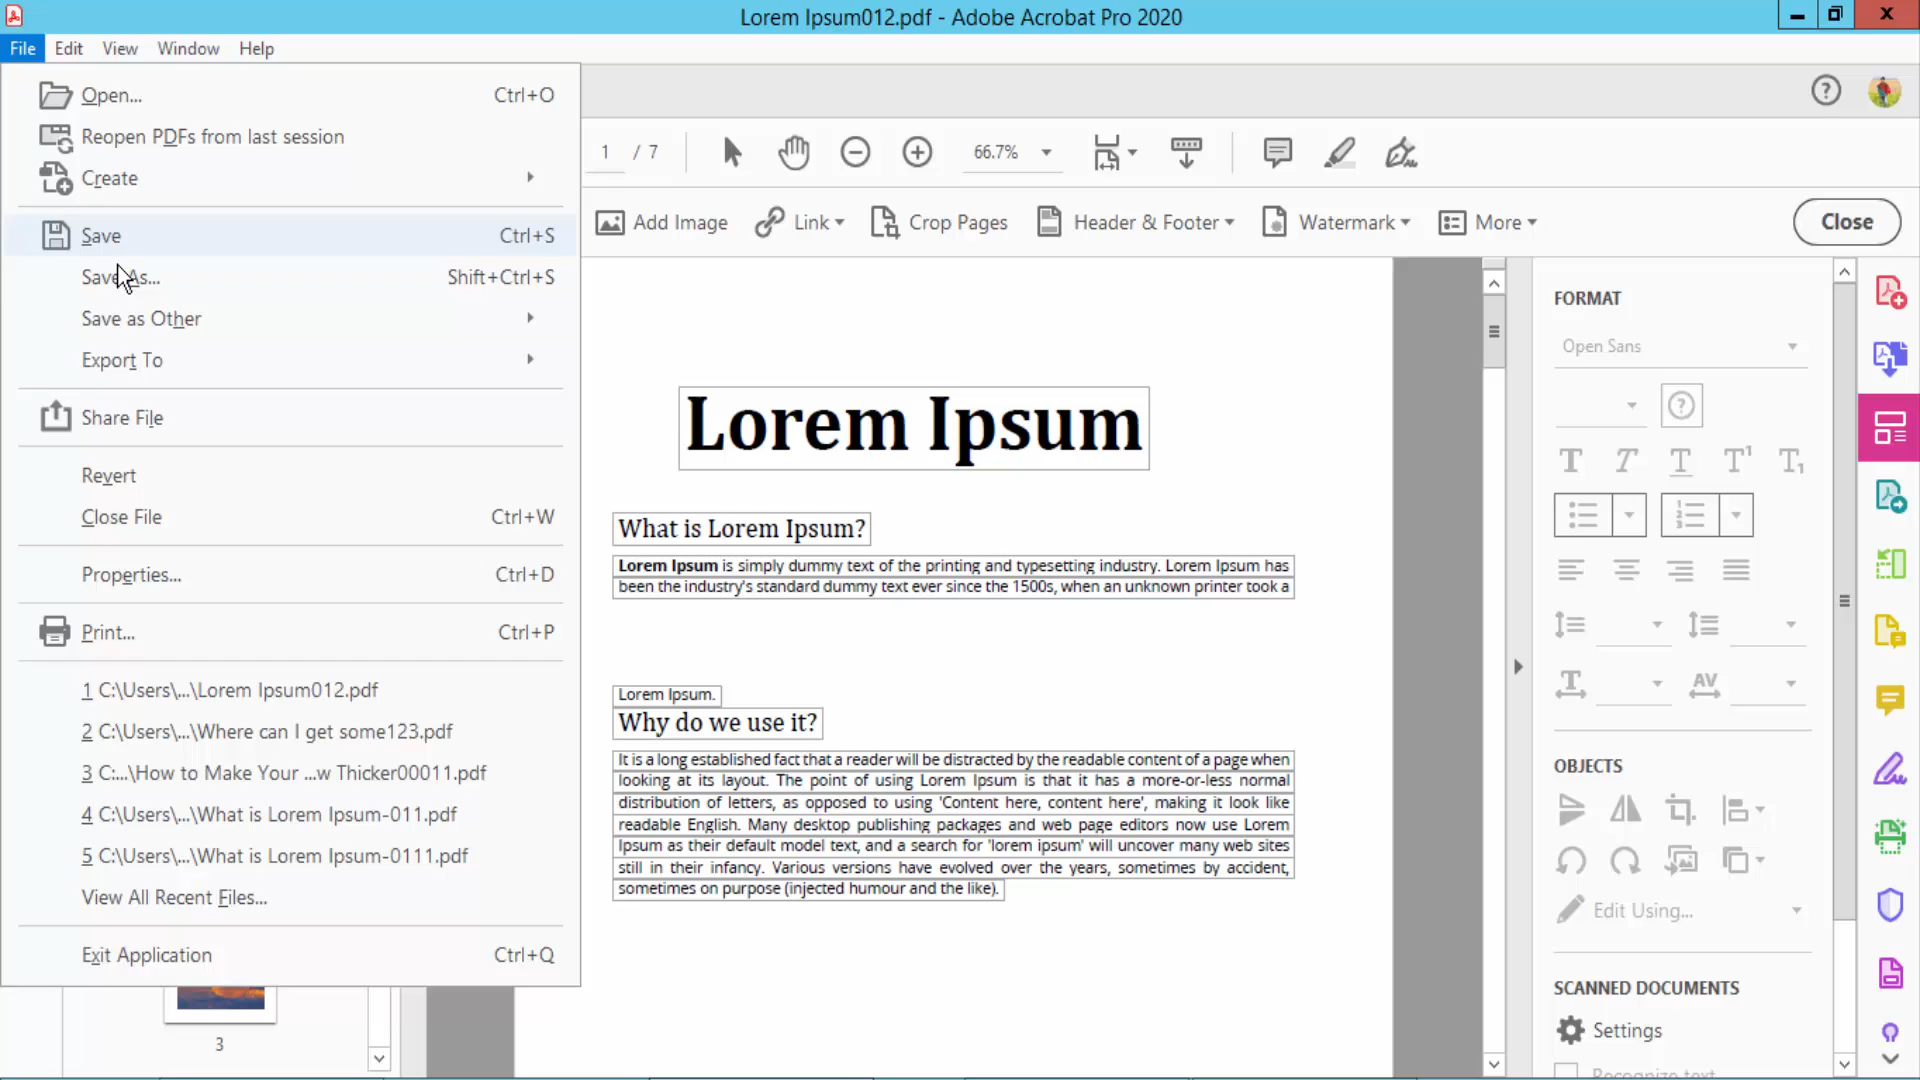 Lorem Ipsum012.pdf - Adobe Acrobat Pro 2020
File Edit View Window Help
Open... Ctrl+O
Reopen PDFs from last session
Create
Save Ctrl+S
Save As... Shift+Ctrl+S
Save as Other
Export To
Share File
Revert
Close File Ctrl+W
Properties... Ctrl+D
Print... Ctrl+P
1 C:\Users\...\Lorem Ipsum012.pdf
2 C:\Users\...\Where can I get some123.pdf
3 C:...\How to Make Your ...w Thicker00011.pdf
4 C:\Users\...\What is Lorem Ipsum-011.pdf
5 C:\Users\...\What is Lorem Ipsum-0111.pdf
View All Recent Files...
Exit Application Ctrl+Q
3
1 / 7
66.7%
Add Image Link Crop Pages Header & Footer Watermark More Close
Lorem Ipsum
What is Lorem Ipsum?
Lorem Ipsum is simply dummy text of the printing and typesetting industry. Lorem Ipsum has
been the industry's standard dummy text ever since the 1500s, when an unknown printer took a
Lorem Ipsum.
Why do we use it?
It is a long established fact that a reader will be distracted by the readable content of a page when
looking at its layout. The point of using Lorem Ipsum is that it has a more-or-less normal
distribution of letters, as opposed to using 'Content here, content here', making it look like
readable English. Many desktop publishing packages and web page editors now use Lorem
Ipsum as their default model text, and a search for 'lorem ipsum' will uncover many web sites
still in their infancy. Various versions have evolved over the years, sometimes by accident,
sometimes on purpose (injected humour and the like).
FORMAT
Open Sans
T T T T1 T1
AV
OBJECTS
Edit Using...
SCANNED DOCUMENTS
Settings
Recognize text